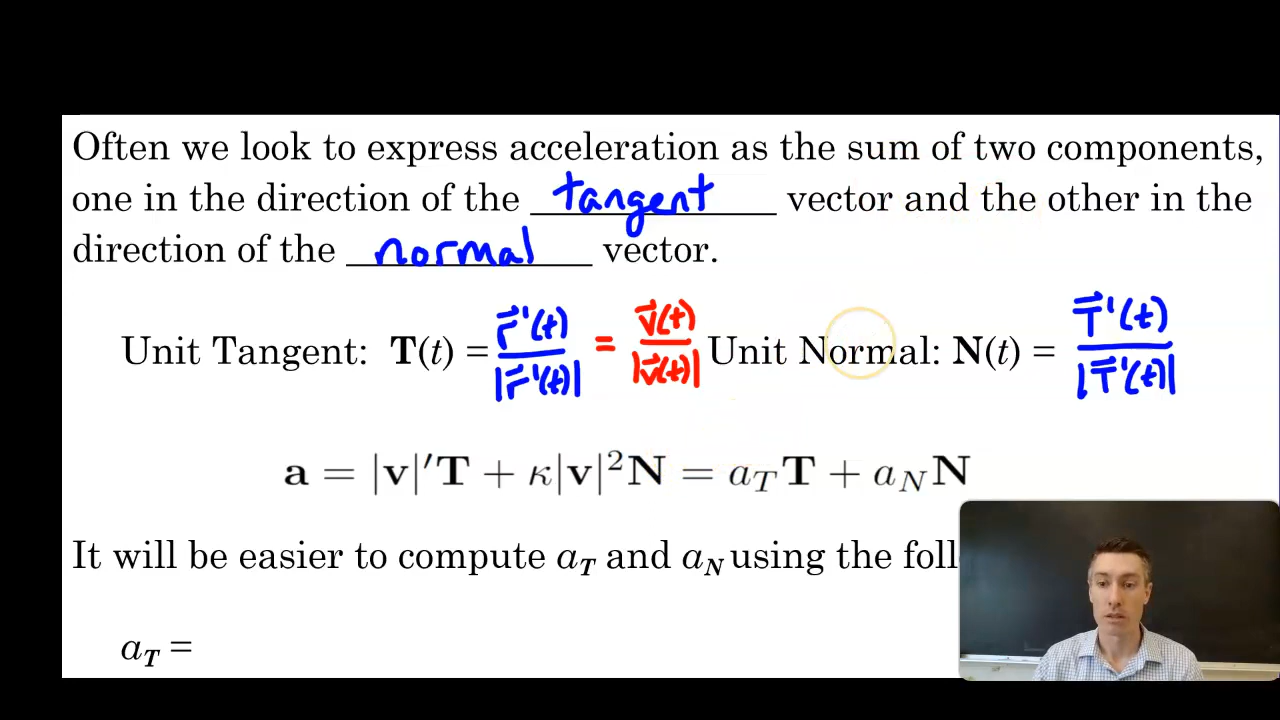 Often we look to express acceleration as the sum of two components,
one in the direction of the tangent vector and the other in the
direction of the normal vector.
Unit Tangent: T(t) = r⃗'(t)/|r⃗'(t)| = v⃗(t)/|v⃗(t)| Unit Normal: N(t) = T⃗'(t)/|T⃗'(t)|
a = |v|′T + κ|v|²N = a_T T + a_N N
It will be easier to compute a_T and a_N using the
a_T =